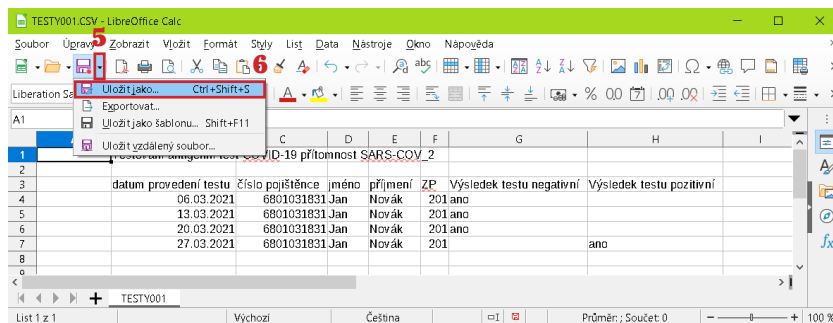 TESTY001.CSV - LibreOffice Calc
Soubor Úpravy Zobrazit Vložit Formát Styly List Data Nástroje Okno Nápověda
5
6
Liberation Sa
Uložit jako... Ctrl+Shift+S
Exportovat...
Uložit jako šablonu... Shift+F11
Uložit vzdálený soubor...
A1
C D E F G H I
1 Testování antigenní test COVID-19 přítomnost SARS-COV_2
2
3 datum provedení testu číslo pojištěnce jméno příjmení ZP Výsledek testu negativní Výsledek testu pozitivní
4 06.03.2021 6801031831 Jan Novák 201 ano
5 13.03.2021 6801031831 Jan Novák 201 ano
6 20.03.2021 6801031831 Jan Novák 201 ano
7 27.03.2021 6801031831 Jan Novák 201 ano
8
9
TESTY001
List 1 z 1 Výchozí Čeština Průměr: ; Součet: 0 100 %